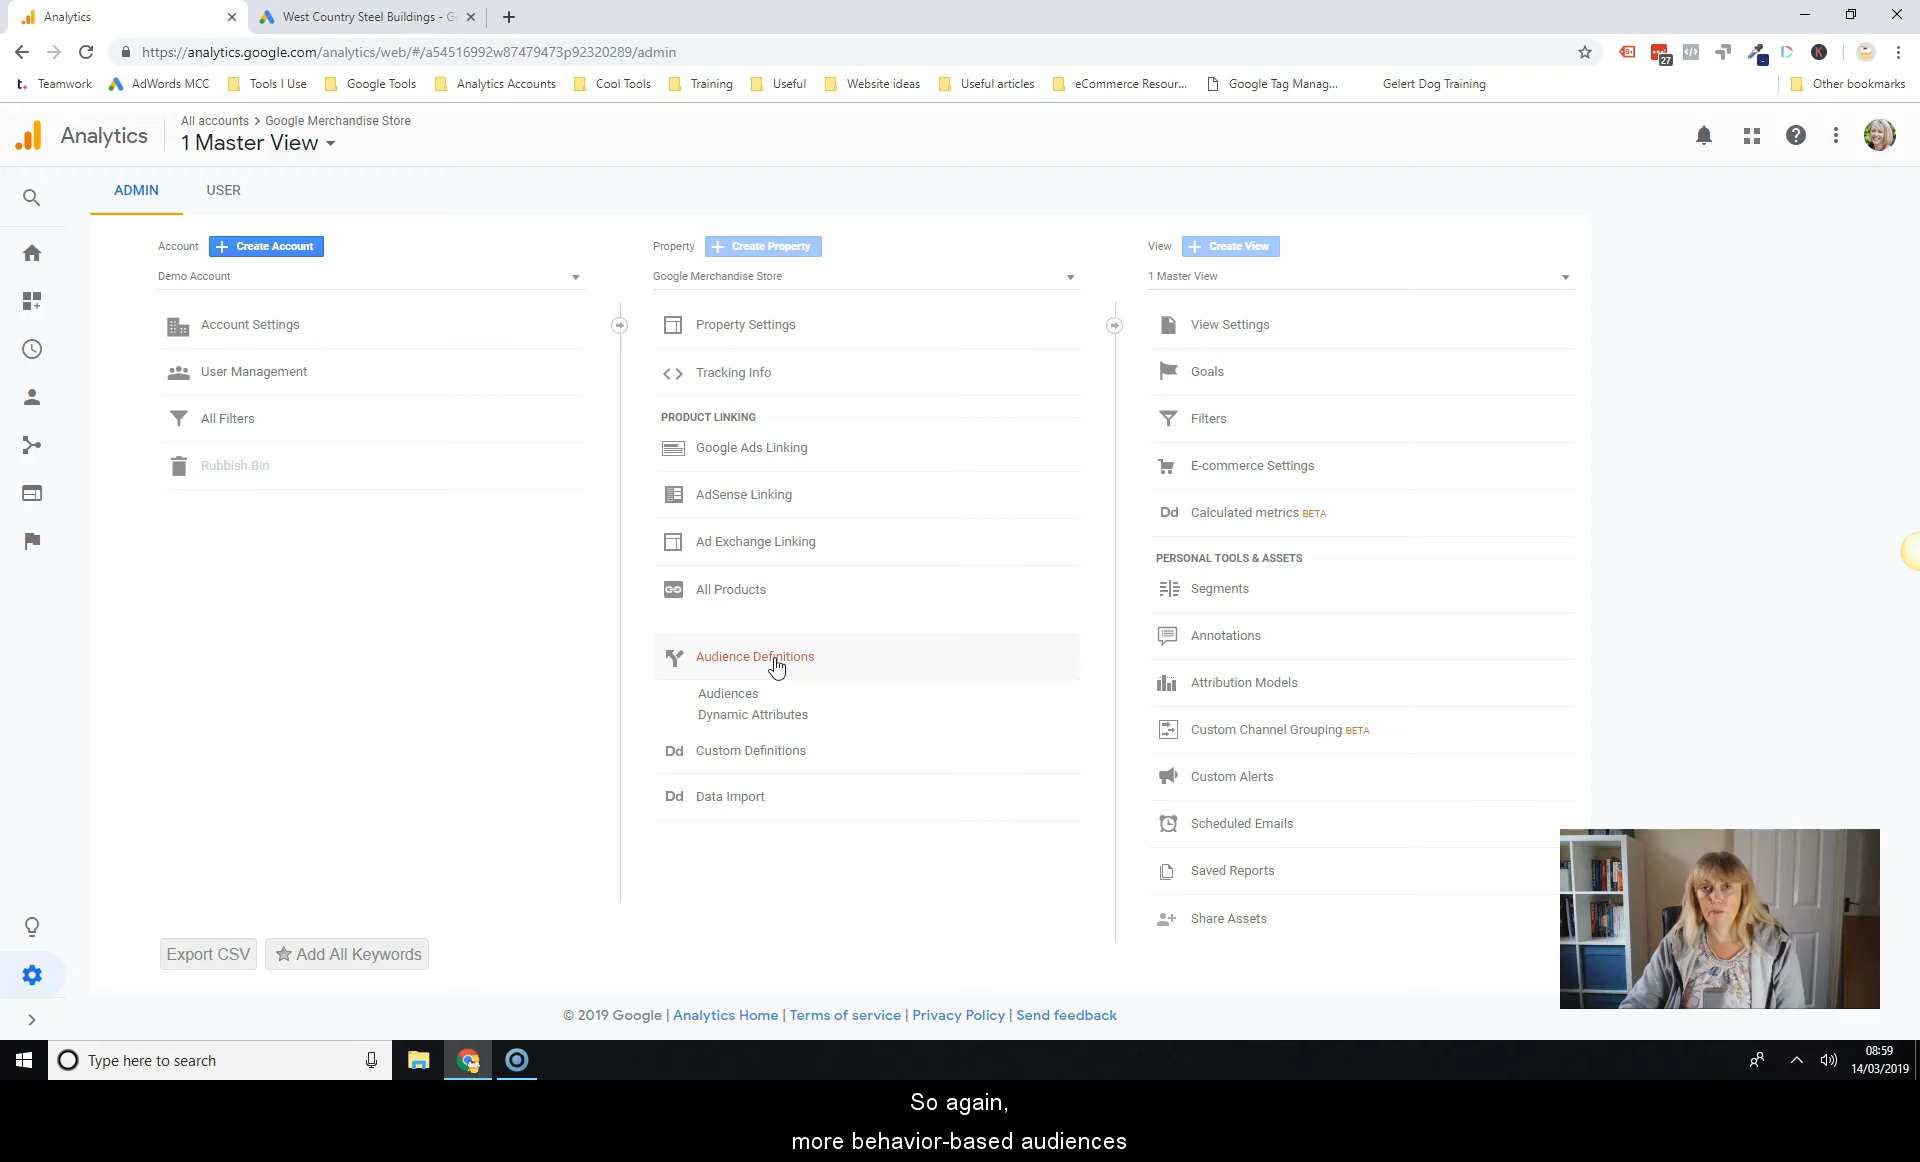 Analytics
West Country Steel Buildings - G
https://analytics.google.com/analytics/web/#/a54516992w87479473p92320289/admin
27
K
t. Teamwork
AdWords MCC
Tools I Use
Google Tools
Analytics Accounts
Cool Tools
Training
Useful
Website ideas
Useful articles
eCommerce Resour...
Google Tag Manag...
Gelert Dog Training
Other bookmarks
Analytics
All accounts > Google Merchandise Store
1 Master View
ADMIN
USER
Account
Create Account
Demo Account
Account Settings
User Management
All Filters
Rubbish Bin
Property
Create Property
Google Merchandise Store
Property Settings
Tracking Info
PRODUCT LINKING
Google Ads Linking
AdSense Linking
Ad Exchange Linking
All Products
Audience Definitions
Audiences
Dynamic Attributes
Dd Custom Definitions
Dd Data Import
View
Create View
1 Master View
View Settings
Goals
Filters
E-commerce Settings
Dd Calculated metrics BETA
PERSONAL TOOLS & ASSETS
Segments
Annotations
Attribution Models
Custom Channel Grouping BETA
Custom Alerts
Scheduled Emails
Saved Reports
Share Assets
Export CSV
Add All Keywords
© 2019 Google | Analytics Home | Terms of service | Privacy Policy | Send feedback
Type here to search
08:59
14/03/2019
So again,
more behavior-based audiences